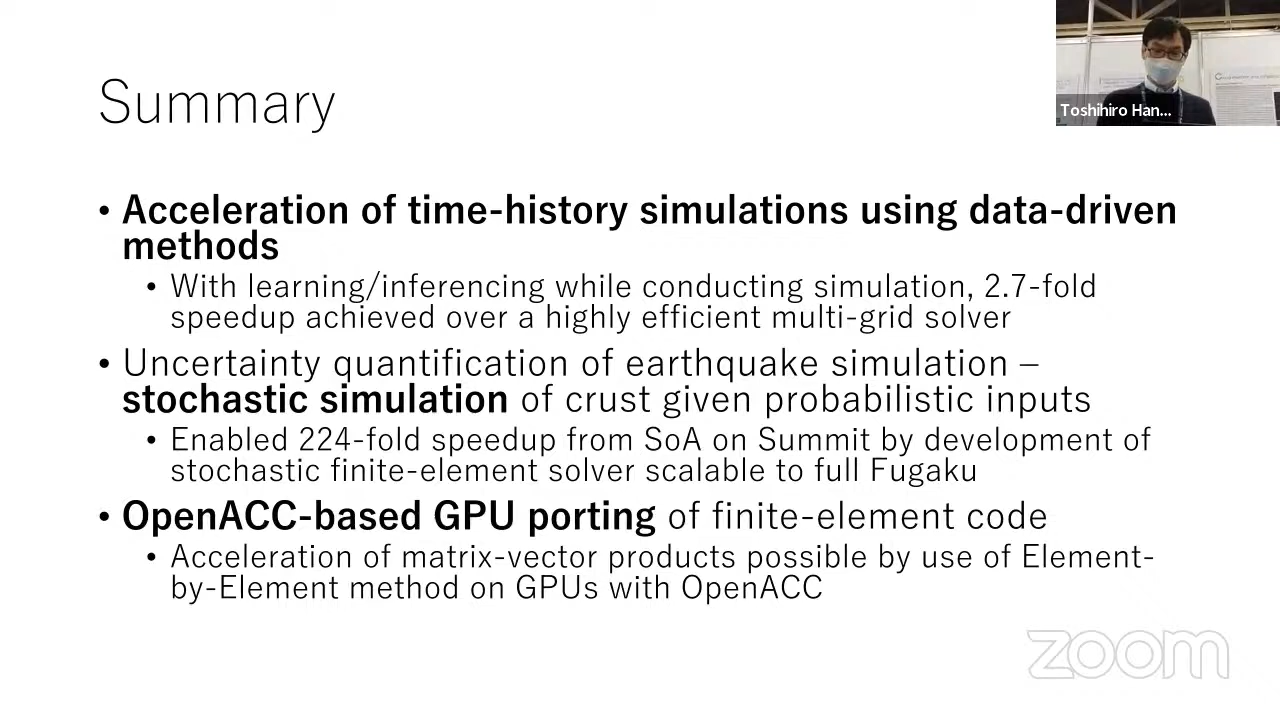 Summary
Toshihiro Han...
• Acceleration of time-history simulations using data-driven
methods
• With learning/inferencing while conducting simulation, 2.7-fold
speedup achieved over a highly efficient multi-grid solver
• Uncertainty quantification of earthquake simulation –
stochastic simulation of crust given probabilistic inputs
• Enabled 224-fold speedup from SoA on Summit by development of
stochastic finite-element solver scalable to full Fugaku
• OpenACC-based GPU porting of finite-element code
• Acceleration of matrix-vector products possible by use of Element-
by-Element method on GPUs with OpenACC
zoom